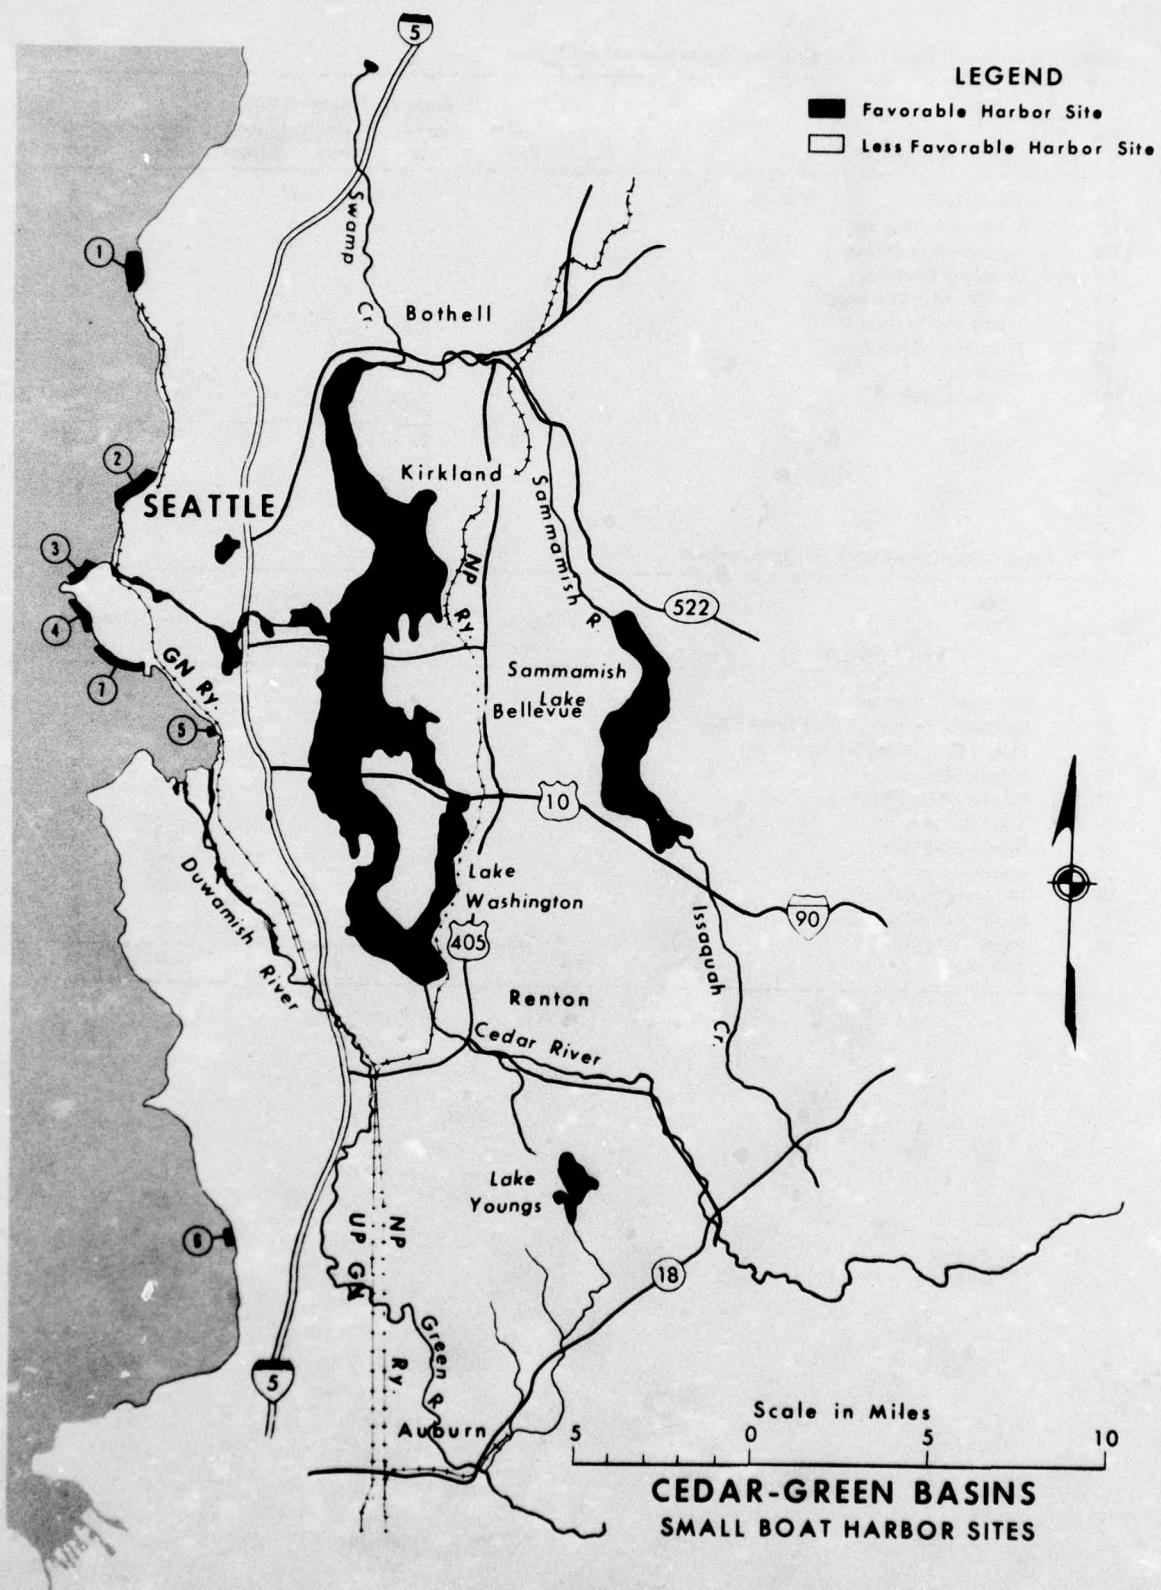 5
LEGEND
Favorable Harbor Site
Less Favorable Harbor Site
Swamp Cr.
1
Bothell
2
SEATTLE
Kirkland
Sammamish R.
3
NP Ry.
522
4
GN Ry.
7
Sammamish
Lake
Bellevue
5
10
Duwamish River
Lake
Washington
405
Issaquah Cr.
90
Renton
Cedar River
Lake
Youngs
6
NP
UP GN
Ry.
18
Green R.
5
Auburn
Scale in Miles
5 0 5 10
CEDAR-GREEN BASINS
SMALL BOAT HARBOR SITES